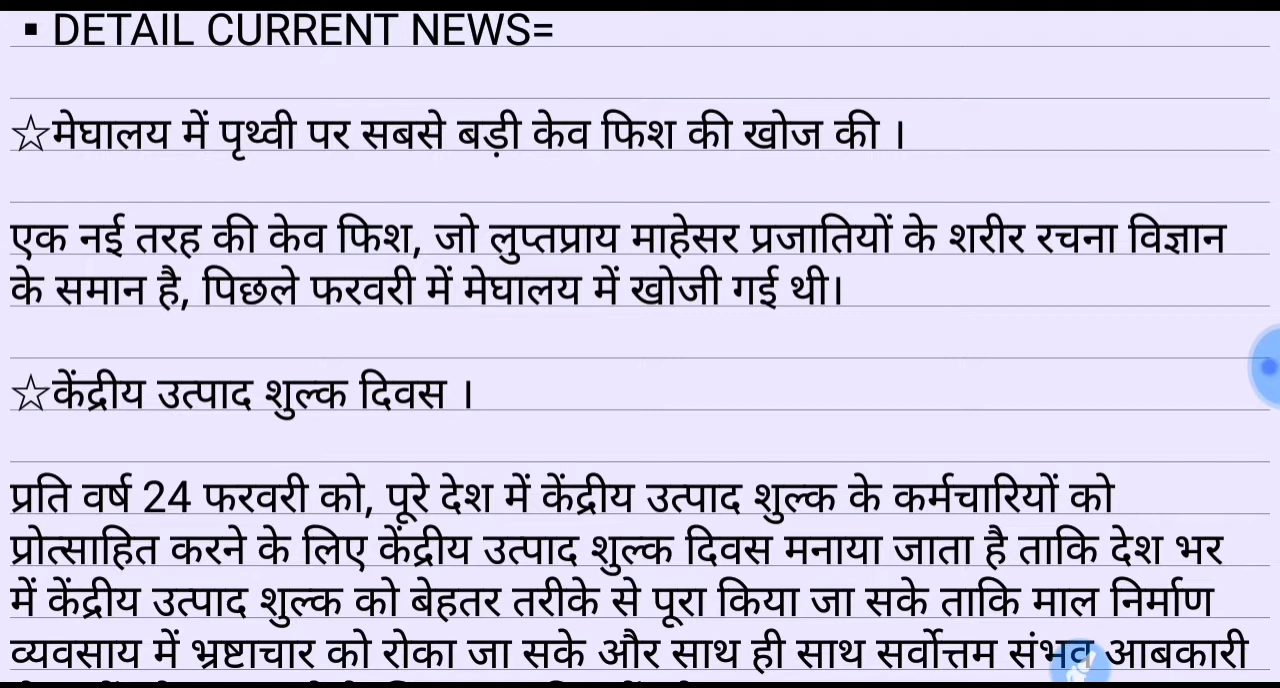 ▪ DETAIL CURRENT NEWS=
☆मेघालय में पृथ्वी पर सबसे बड़ी केव फिश की खोज की ।
एक नई तरह की केव फिश, जो लुप्तप्राय माहेसर प्रजातियों के शरीर रचना विज्ञान
के समान है, पिछले फरवरी में मेघालय में खोजी गई थी।
☆केंद्रीय उत्पाद शुल्क दिवस ।
प्रति वर्ष 24 फरवरी को, पूरे देश में केंद्रीय उत्पाद शुल्क के कर्मचारियों को
प्रोत्साहित करने के लिए केंद्रीय उत्पाद शुल्क दिवस मनाया जाता है ताकि देश भर
में केंद्रीय उत्पाद शुल्क को बेहतर तरीके से पूरा किया जा सके ताकि माल निर्माण
व्यवसाय में भ्रष्टाचार को रोका जा सके और साथ ही साथ सर्वोत्तम संभव आबकारी